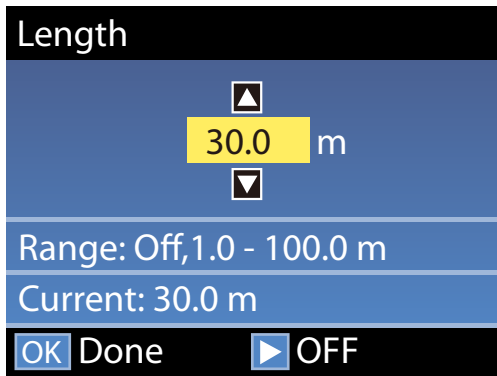 Length
30.0 m
Range: Off,1.0 - 100.0 m
Current: 30.0 m
OK Done OFF